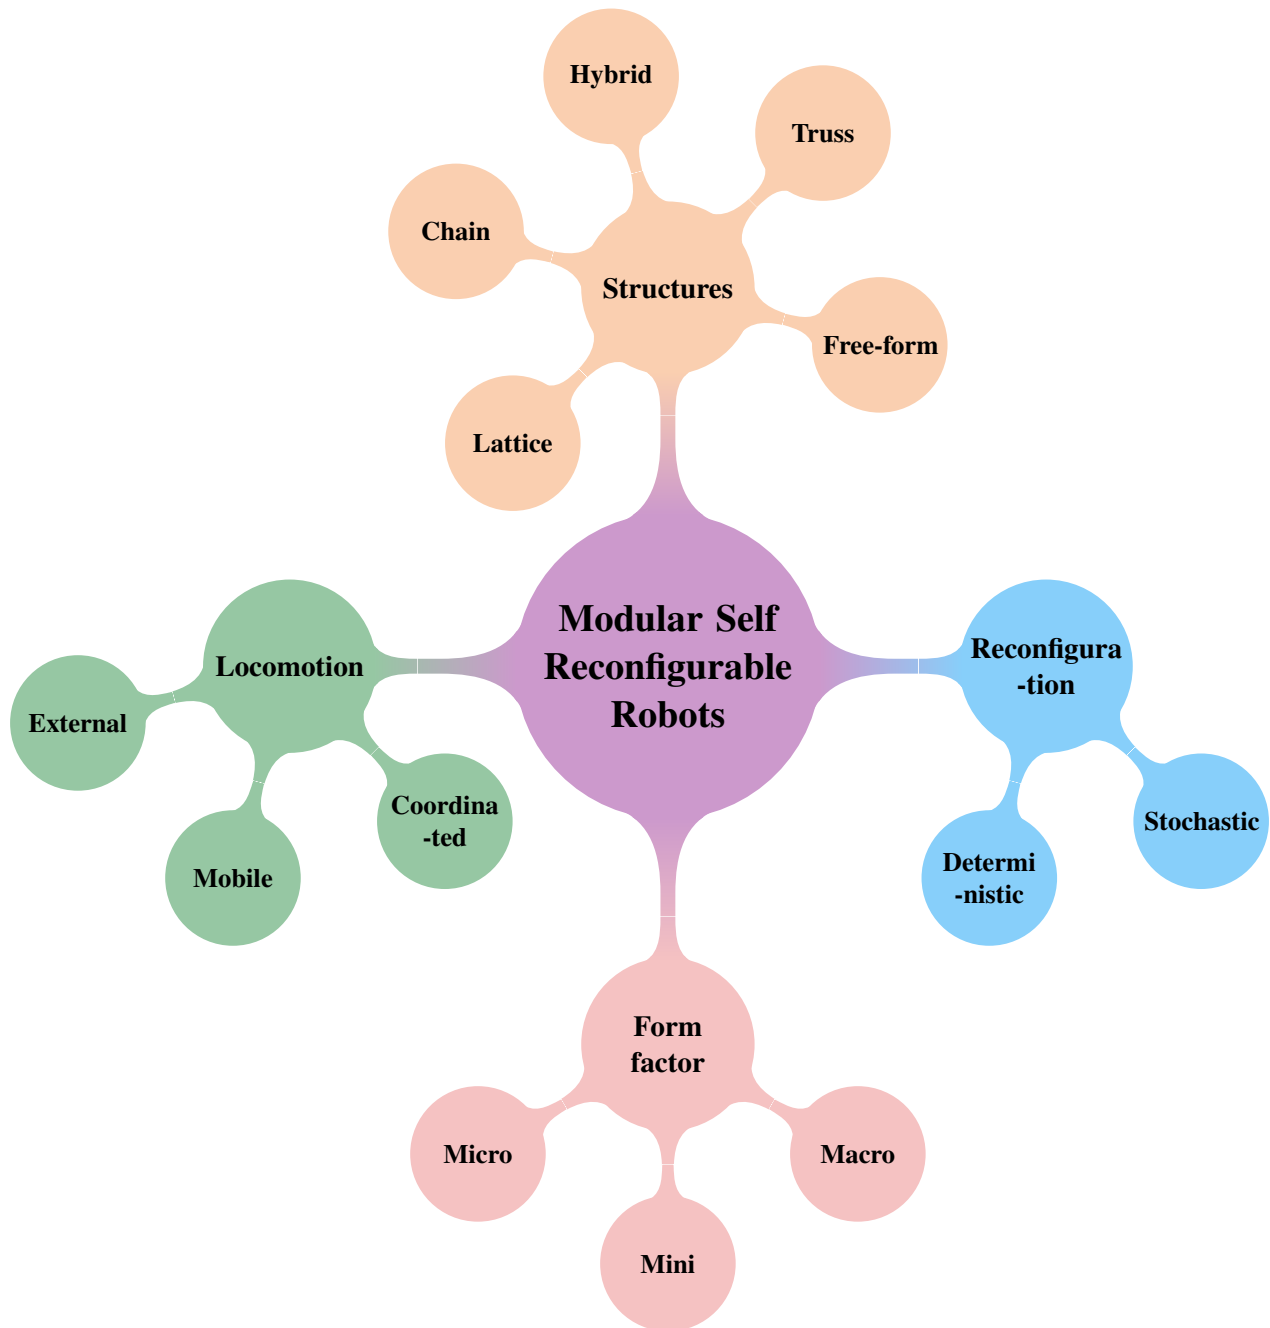 Hybrid
Truss
Chain
Structures
Free-form
Lattice
Modular Self
Reconfigurable
Robots
Locomotion
External
Mobile
Coordina
-ted
Reconfigura
-tion
Determi
-nistic
Stochastic
Form
factor
Micro
Mini
Macro